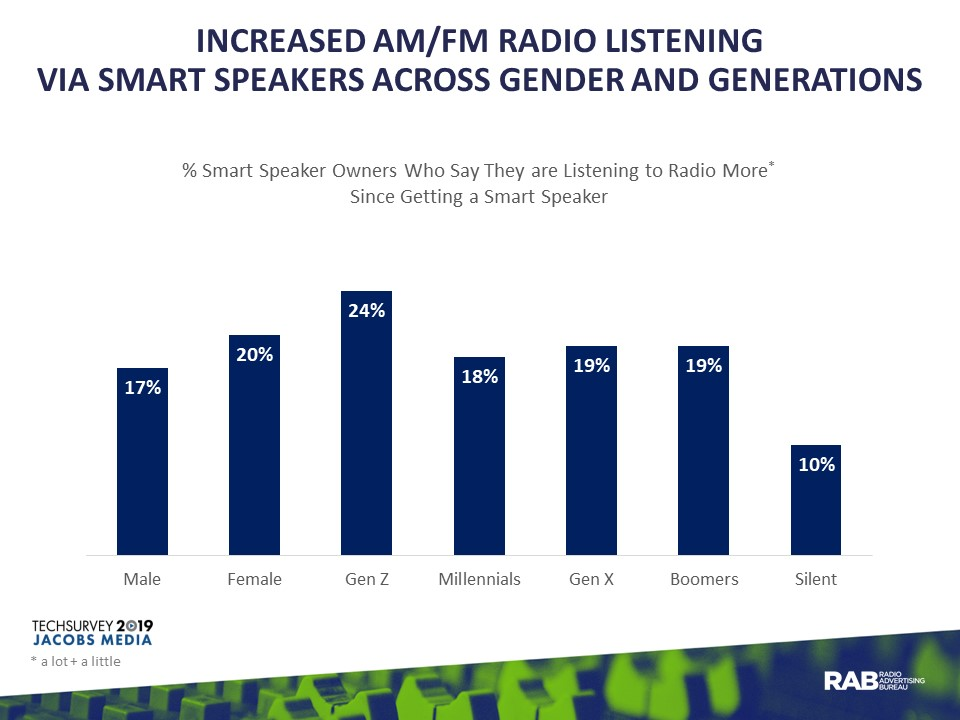 INCREASED AM/FM RADIO LISTENING
VIA SMART SPEAKERS ACROSS GENDER AND GENERATIONS
% Smart Speaker Owners Who Say They are Listening to Radio More*
Since Getting a Smart Speaker
24%
20%
19%
19%
18%
17%
10%
Male Female Gen Z Millennials Gen X Boomers Silent
TECHSURVEY 2019
JACOBS MEDIA
* a lot + a little
RAB RADIO
ADVERTISING
BUREAU